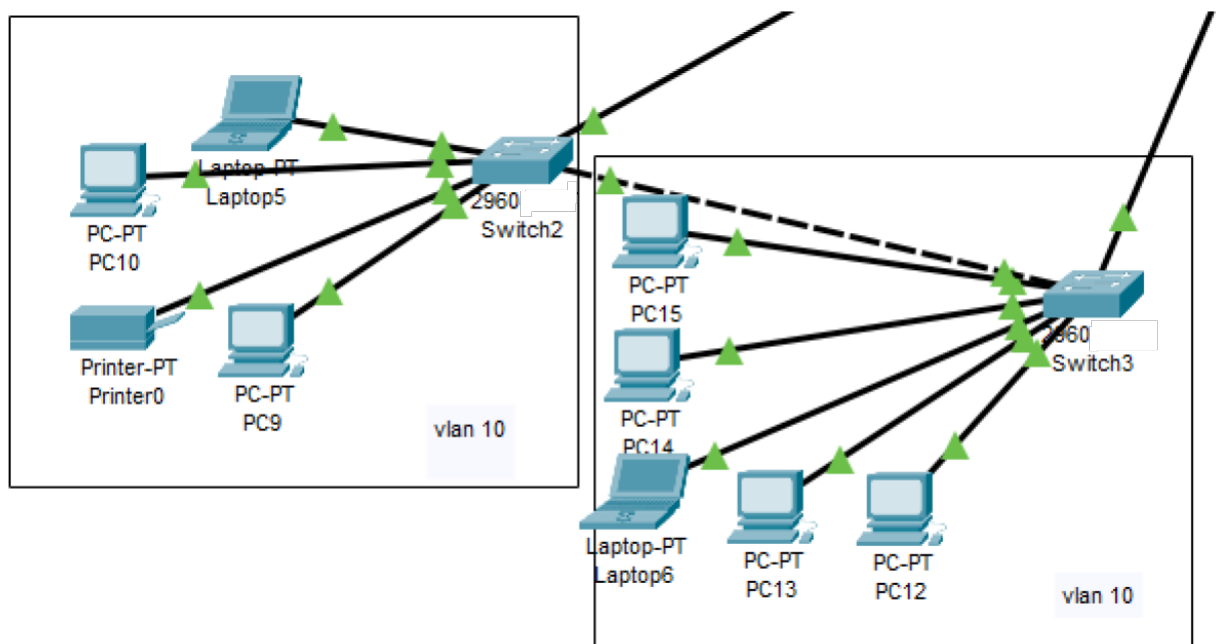 Laptop-PT
Laptop5
PC-PT
PC10
2960
Switch2
Printer-PT
Printer0
PC-PT
PC9
vlan 10
PC-PT
PC15
2960
Switch3
PC-PT
PC14
Laptop-PT
Laptop6
PC-PT
PC13
PC-PT
PC12
vlan 10